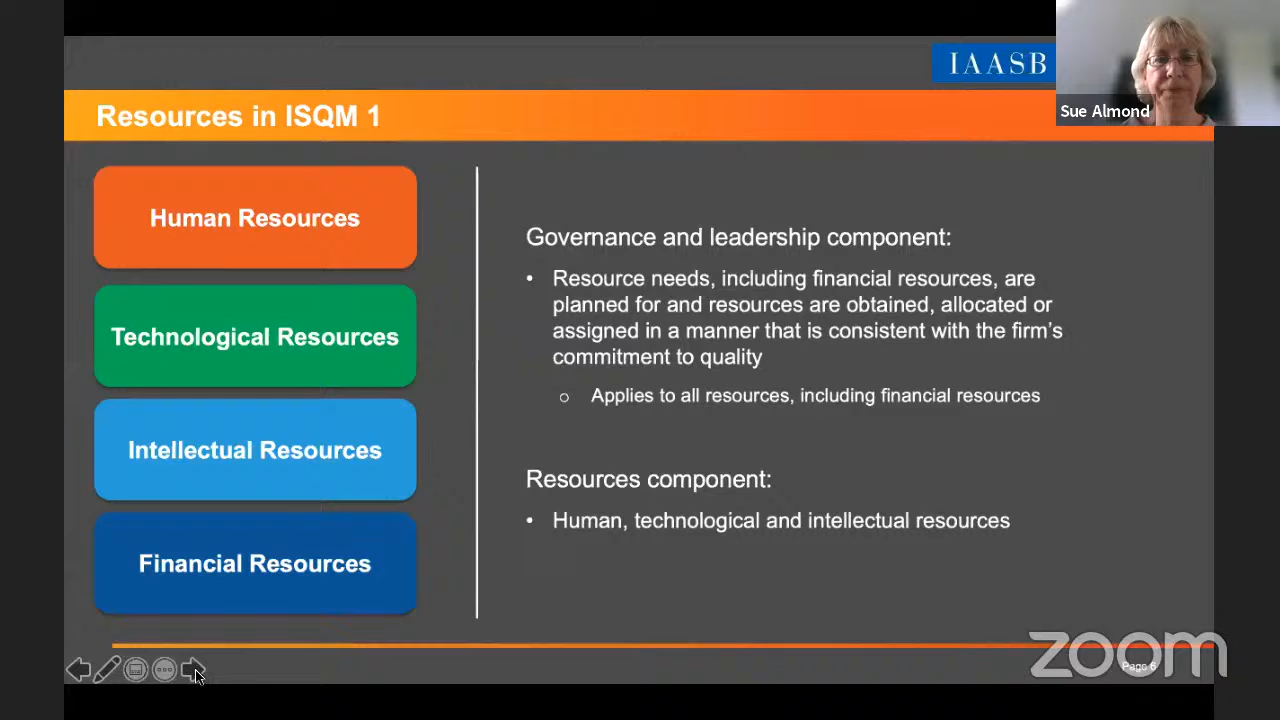 IAASB
Sue Almond
Resources in ISQM 1
Human Resources
Technological Resources
Intellectual Resources
Financial Resources
Governance and leadership component:
• Resource needs, including financial resources, are
planned for and resources are obtained, allocated or
assigned in a manner that is consistent with the firm's
commitment to quality
o Applies to all resources, including financial resources
Resources component:
• Human, technological and intellectual resources
zoom
Page 6